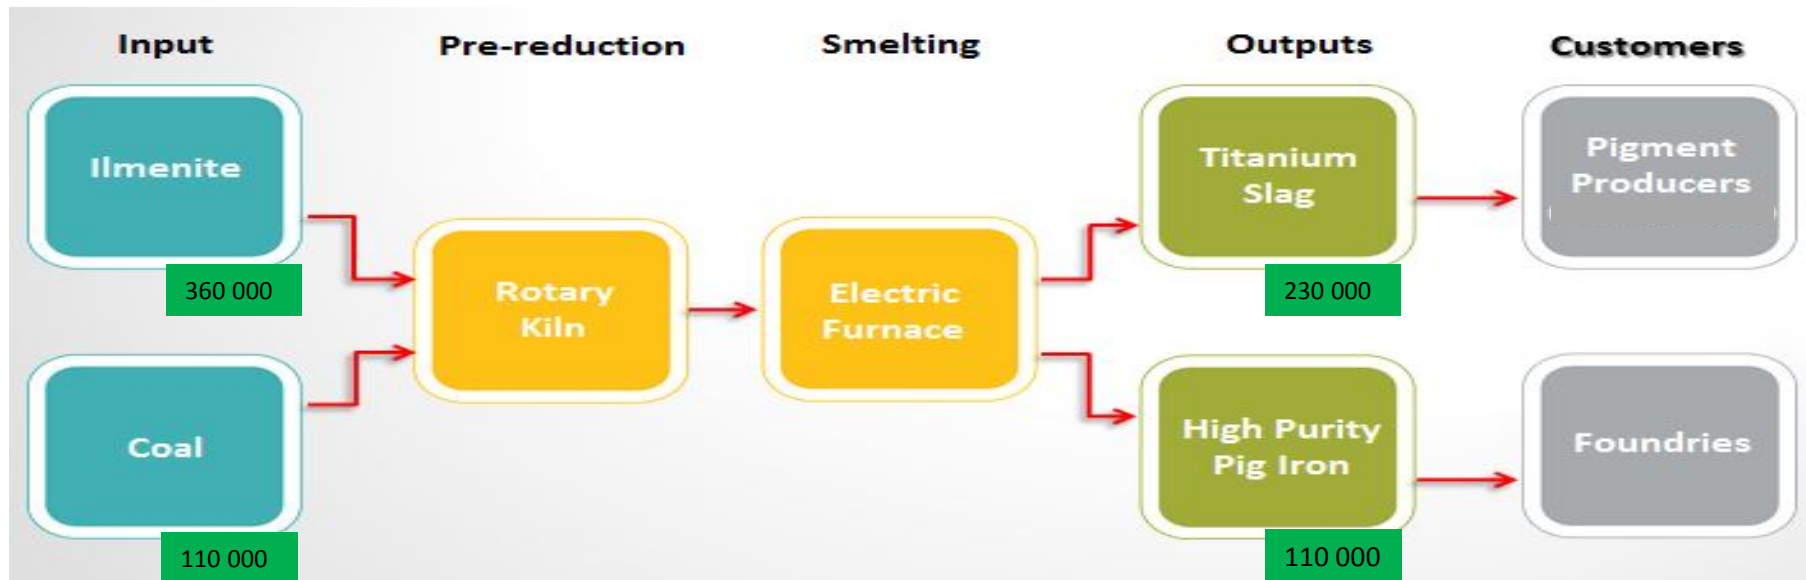 Input
Pre-reduction
Smelting
Outputs
Customers
Ilmenite
360 000
Coal
110 000
Rotary
Kiln
Electric
Furnace
Titanium
Slag
230 000
High Purity
Pig Iron
110 000
Pigment
Producers
Foundries